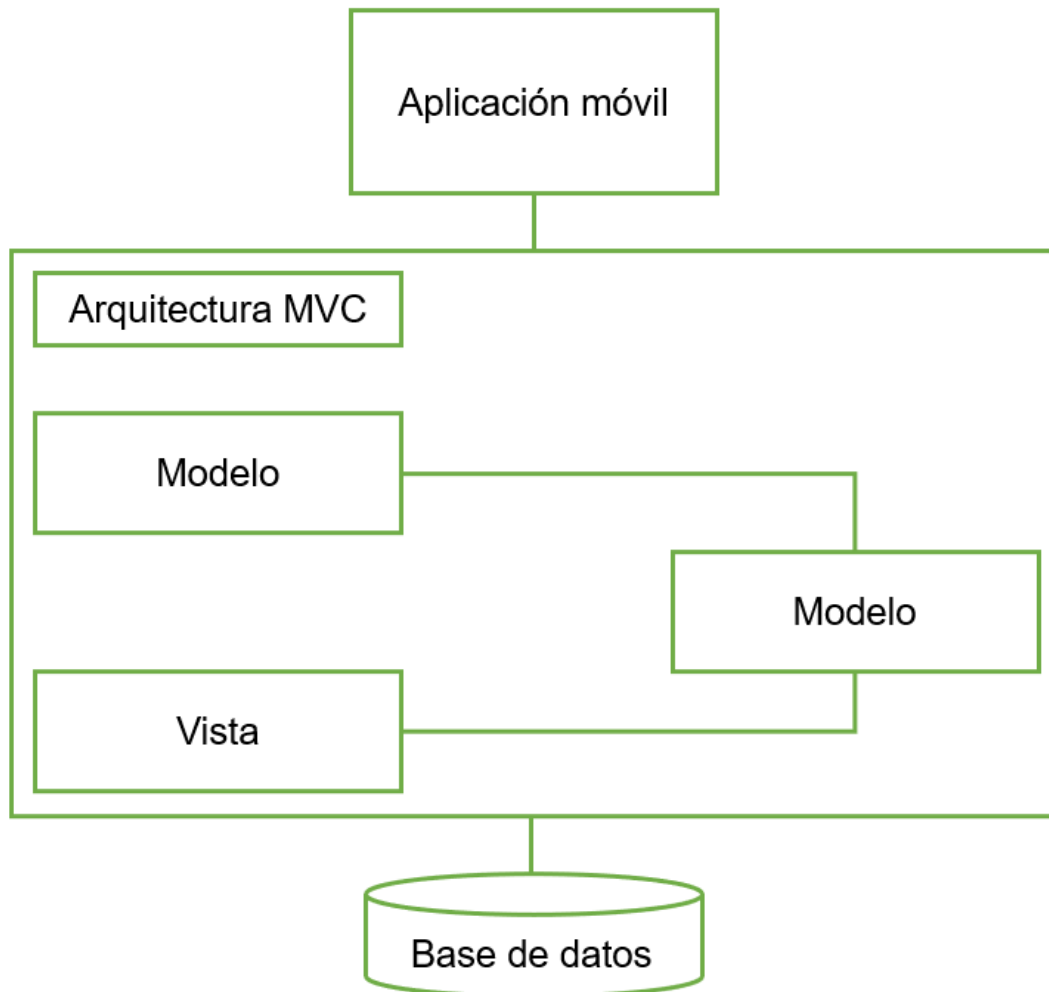 Aplicación móvil
Arquitectura MVC
Modelo
Modelo
Vista
Base de datos